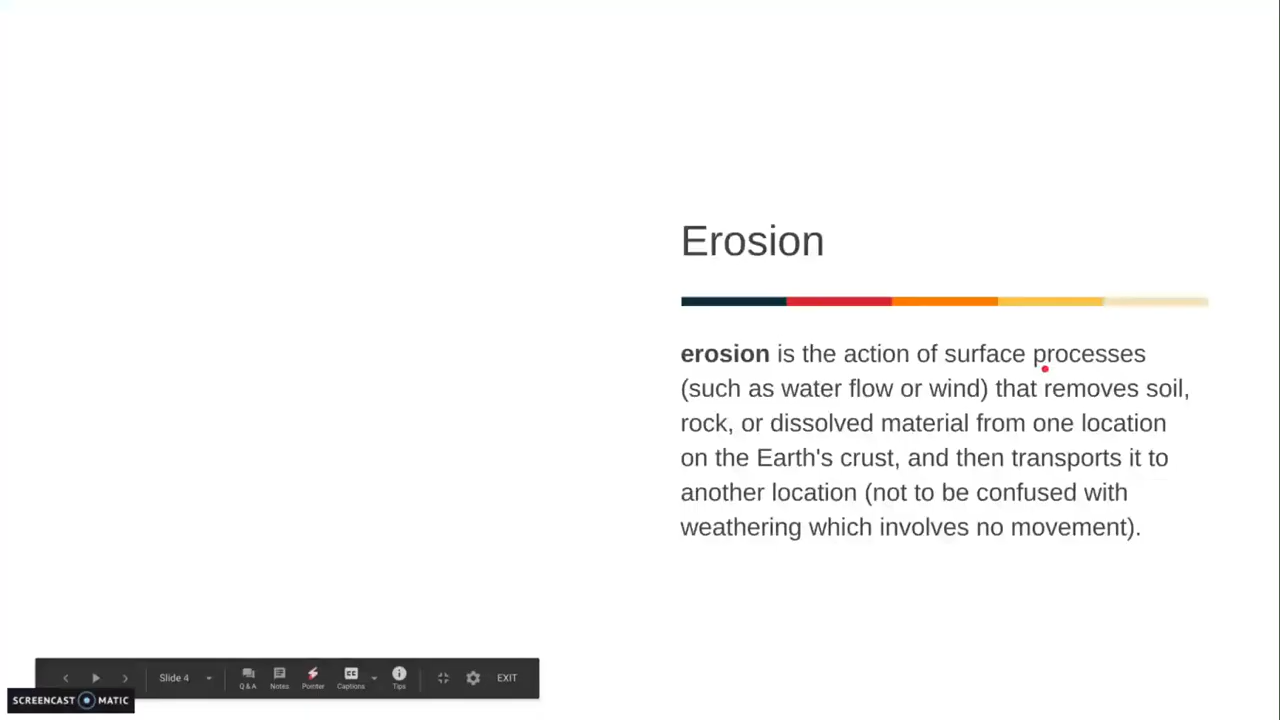 Erosion
erosion is the action of surface processes
(such as water flow or wind) that removes soil,
rock, or dissolved material from one location
on the Earth's crust, and then transports it to
another location (not to be confused with
weathering which involves no movement).
Slide 4
Q & A
Notes
Pointer
CC
Captions
Tips
EXIT
SCREENCAST MATIC